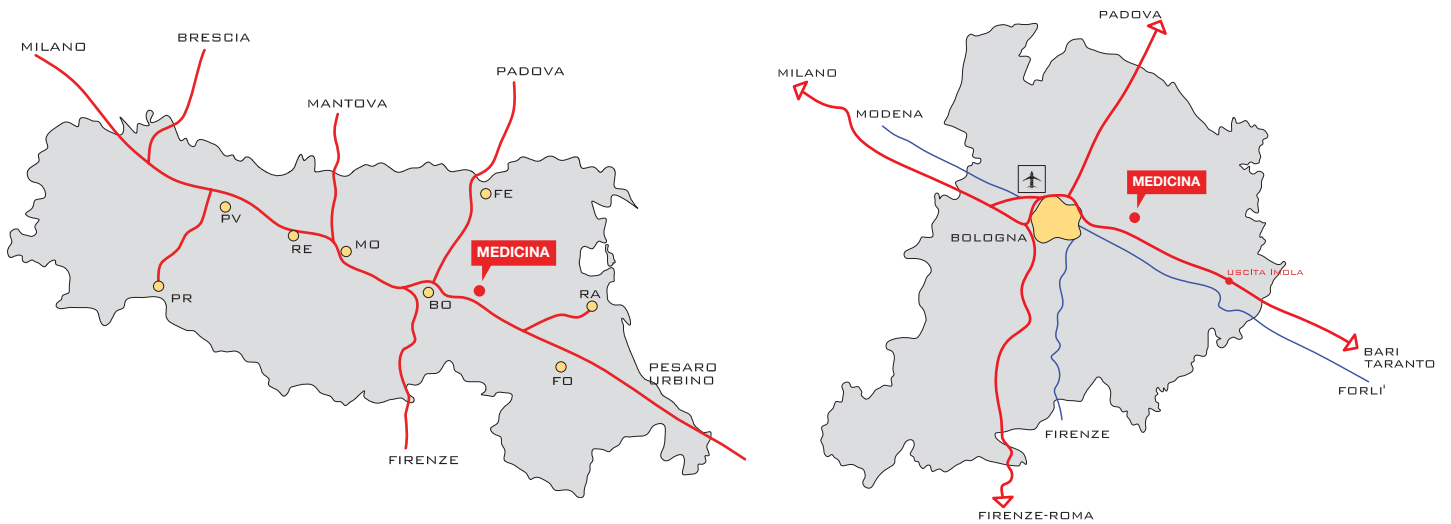 MILANO
BRESCIA
MANTOVA
PADOVA
FE
PV
RE
MO
MEDICINA
PR
BO
RA
FO
PESARO
URBINO
FIRENZE
PADOVA
MILANO
MODENA
MEDICINA
BOLOGNA
USCITA IMOLA
BARI
TARANTO
FORLI'
FIRENZE
FIRENZE-ROMA